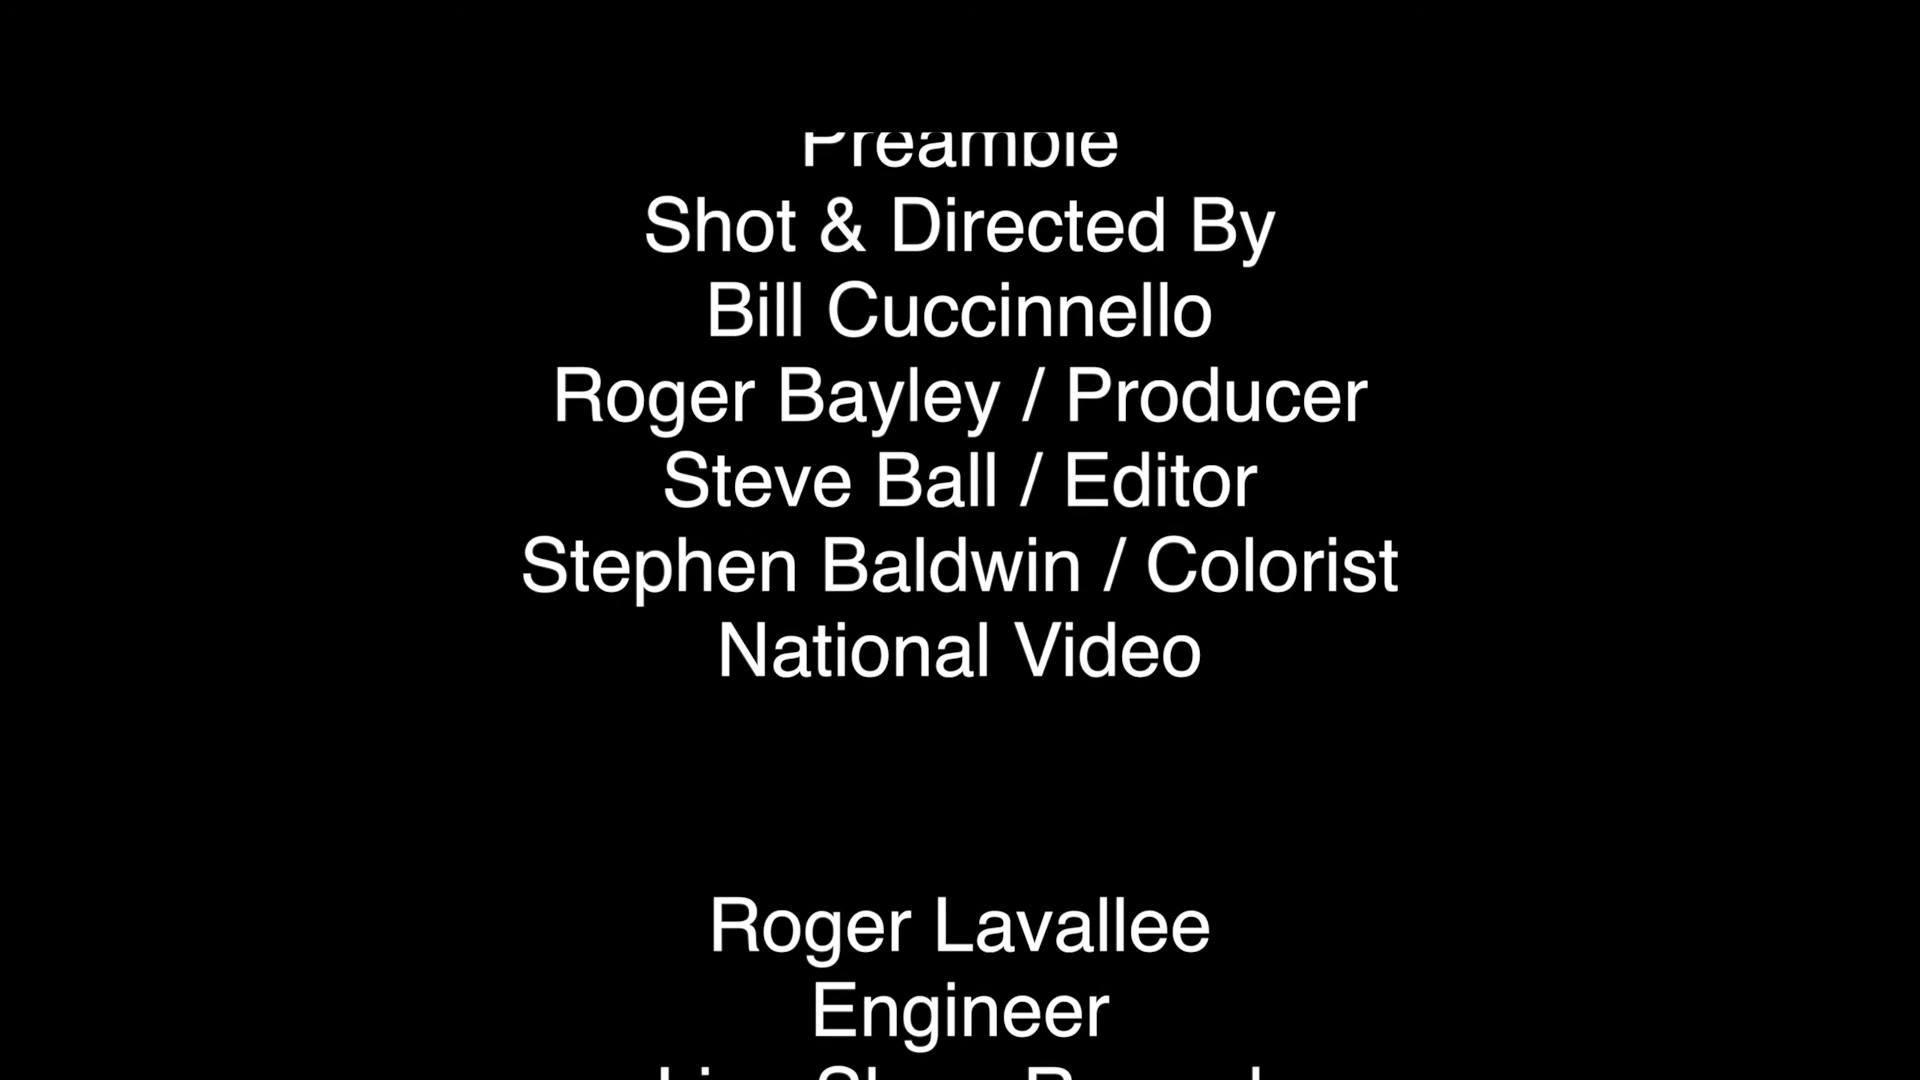 Preamble
Shot & Directed By
Bill Cuccinnello
Roger Bayley / Producer
Steve Ball / Editor
Stephen Baldwin / Colorist
National Video
Roger Lavallee
Engineer